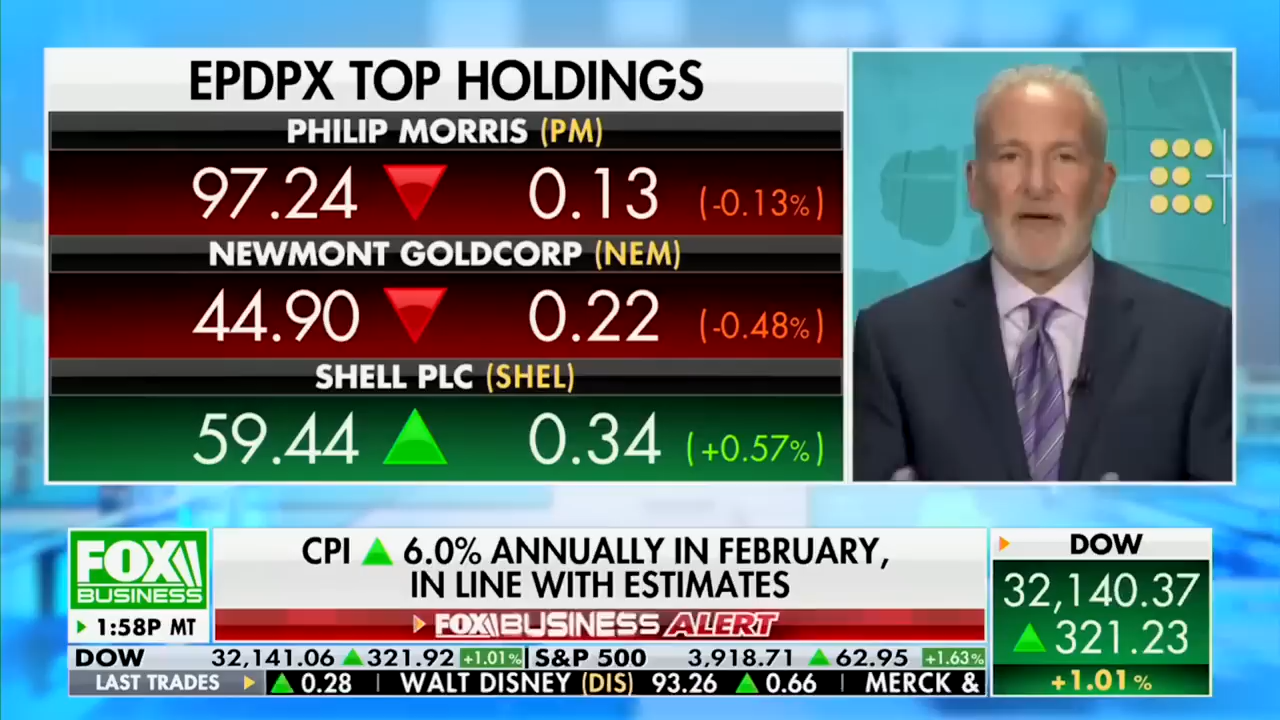 EPDPX TOP HOLDINGS
PHILIP MORRIS (PM)
97.24 ▼ 0.13 (-0.13%)
NEWMONT GOLDCORP (NEM)
44.90 ▼ 0.22 (-0.48%)
SHELL PLC (SHEL)
59.44 ▲ 0.34 (+0.57%)
FOX
BUSINESS
1:58P MT
CPI ▲ 6.0% ANNUALLY IN FEBRUARY,
IN LINE WITH ESTIMATES
FOX BUSINESS ALERT
DOW
32,140.37
▲ 321.23
+1.01%
DOW 32,141.06 ▲ 321.92 +1.01% S&P 500 3,918.71 ▲ 62.95 +1.63%
LAST TRADES ▲ 0.28 WALT DISNEY (DIS) 93.26 ▲ 0.66 MERCK &